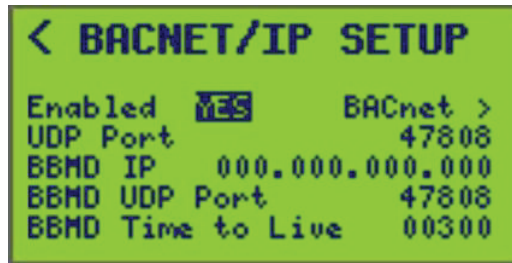 < BACNET/IP SETUP
Enabled YES BACnet >
UDP Port 47808
BBMD IP 000.000.000.000
BBMD UDP Port 47808
BBMD Time to Live 00300